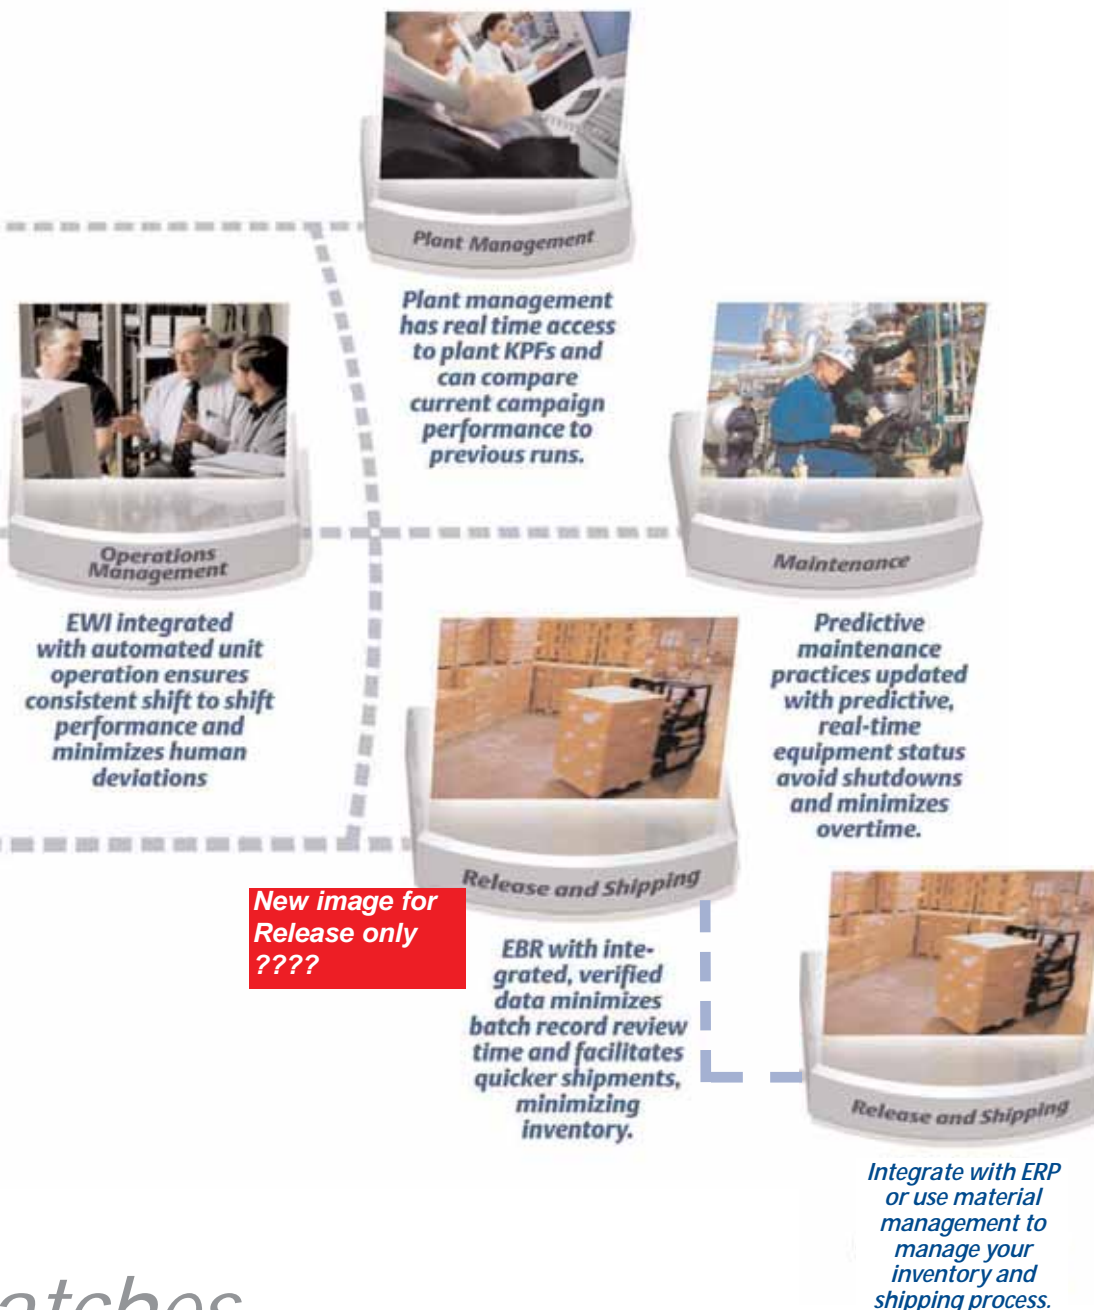 Plant Management
Plant management
has real time access
to plant KPFs and
can compare
current campaign
performance to
previous runs.
Operations
Management
EWI integrated
with automated unit
operation ensures
consistent shift to shift
performance and
minimizes human
deviations
Maintenance
Predictive
maintenance
practices updated
with predictive,
real-time
equipment status
avoid shutdowns
and minimizes
overtime.
Release and Shipping
New image for
Release only
????
EBR with inte-
grated, verified
data minimizes
batch record review
time and facilitates
quicker shipments,
minimizing
inventory.
Release and Shipping
Integrate with ERP
or use material
management to
manage your
inventory and
shipping process.
atches